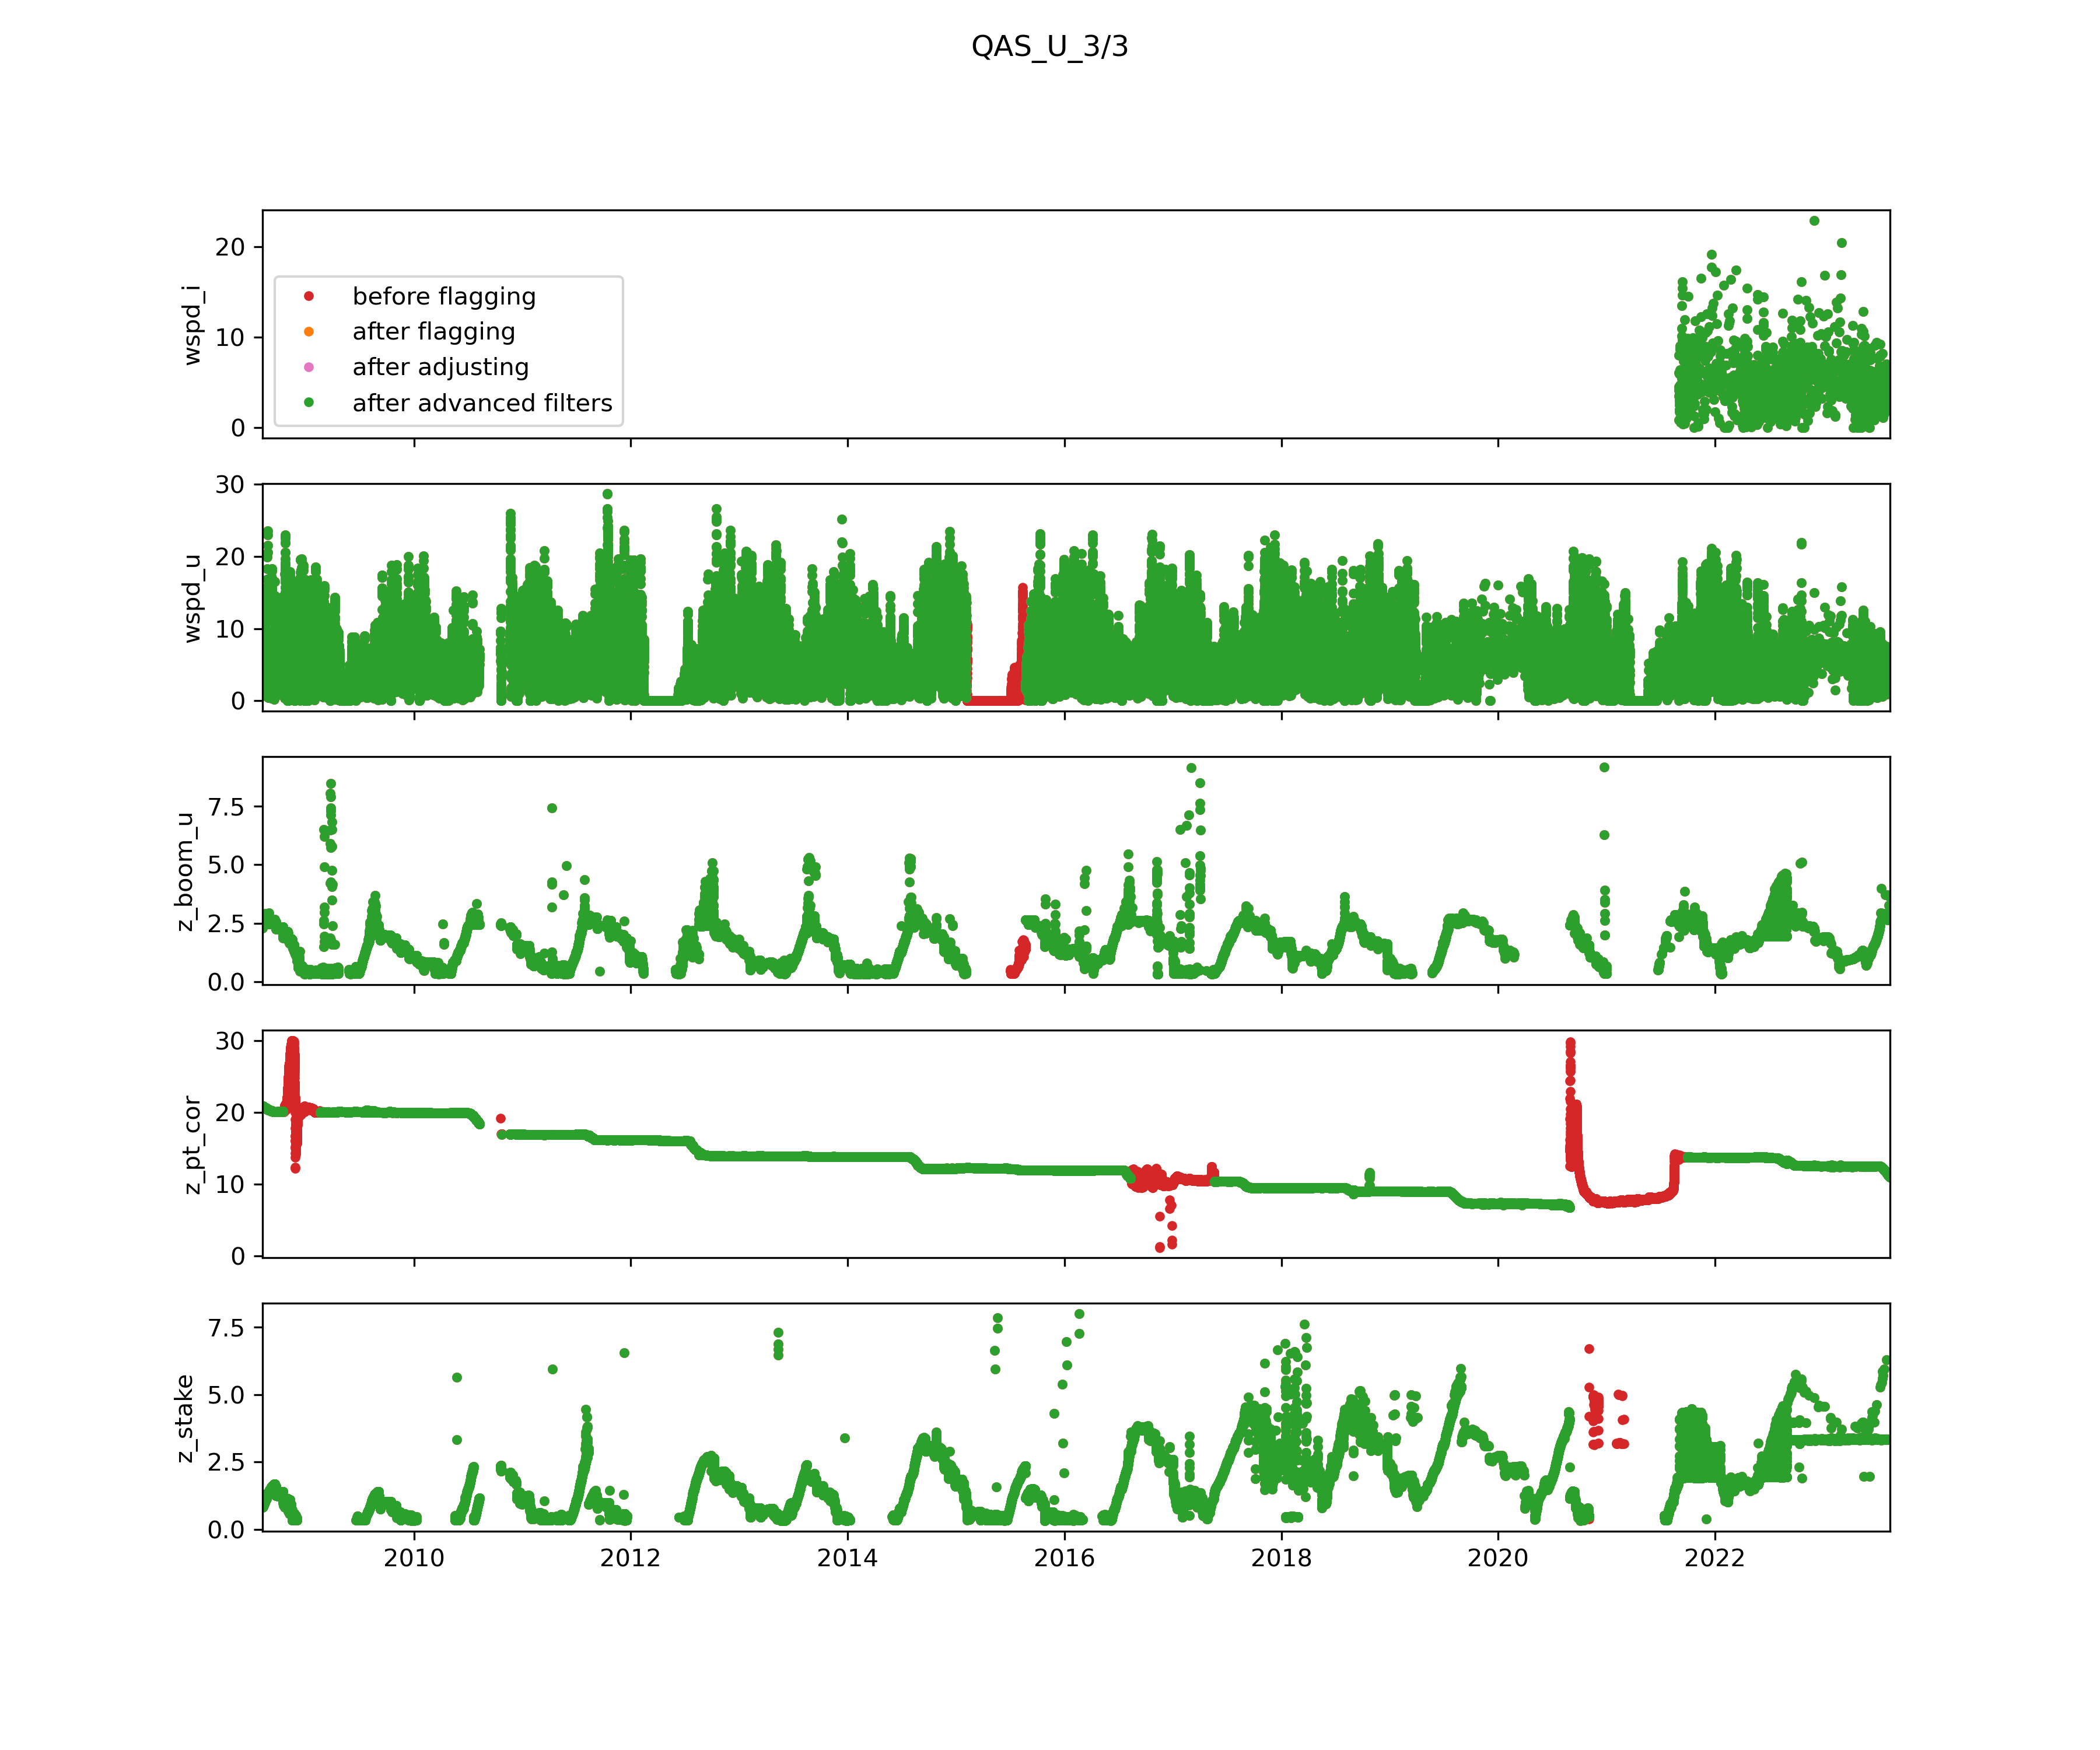 QAS_U_3/3
wspd_i
20
10
0
before flagging
after flagging
after adjusting
after advanced filters
wspd_u
30
20
10
0
z_boom_u
7.5
5.0
2.5
0.0
z_pt_cor
30
20
10
0
z_stake
7.5
5.0
2.5
0.0
2010 2012 2014 2016 2018 2020 2022